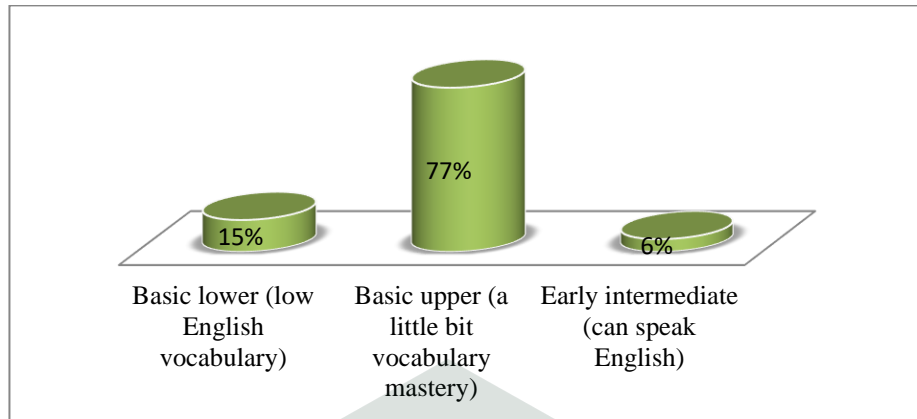 77%
15%
6%
Basic lower (low
English
vocabulary)
Basic upper (a
little bit
vocabulary
mastery)
Early intermediate
(can speak
English)